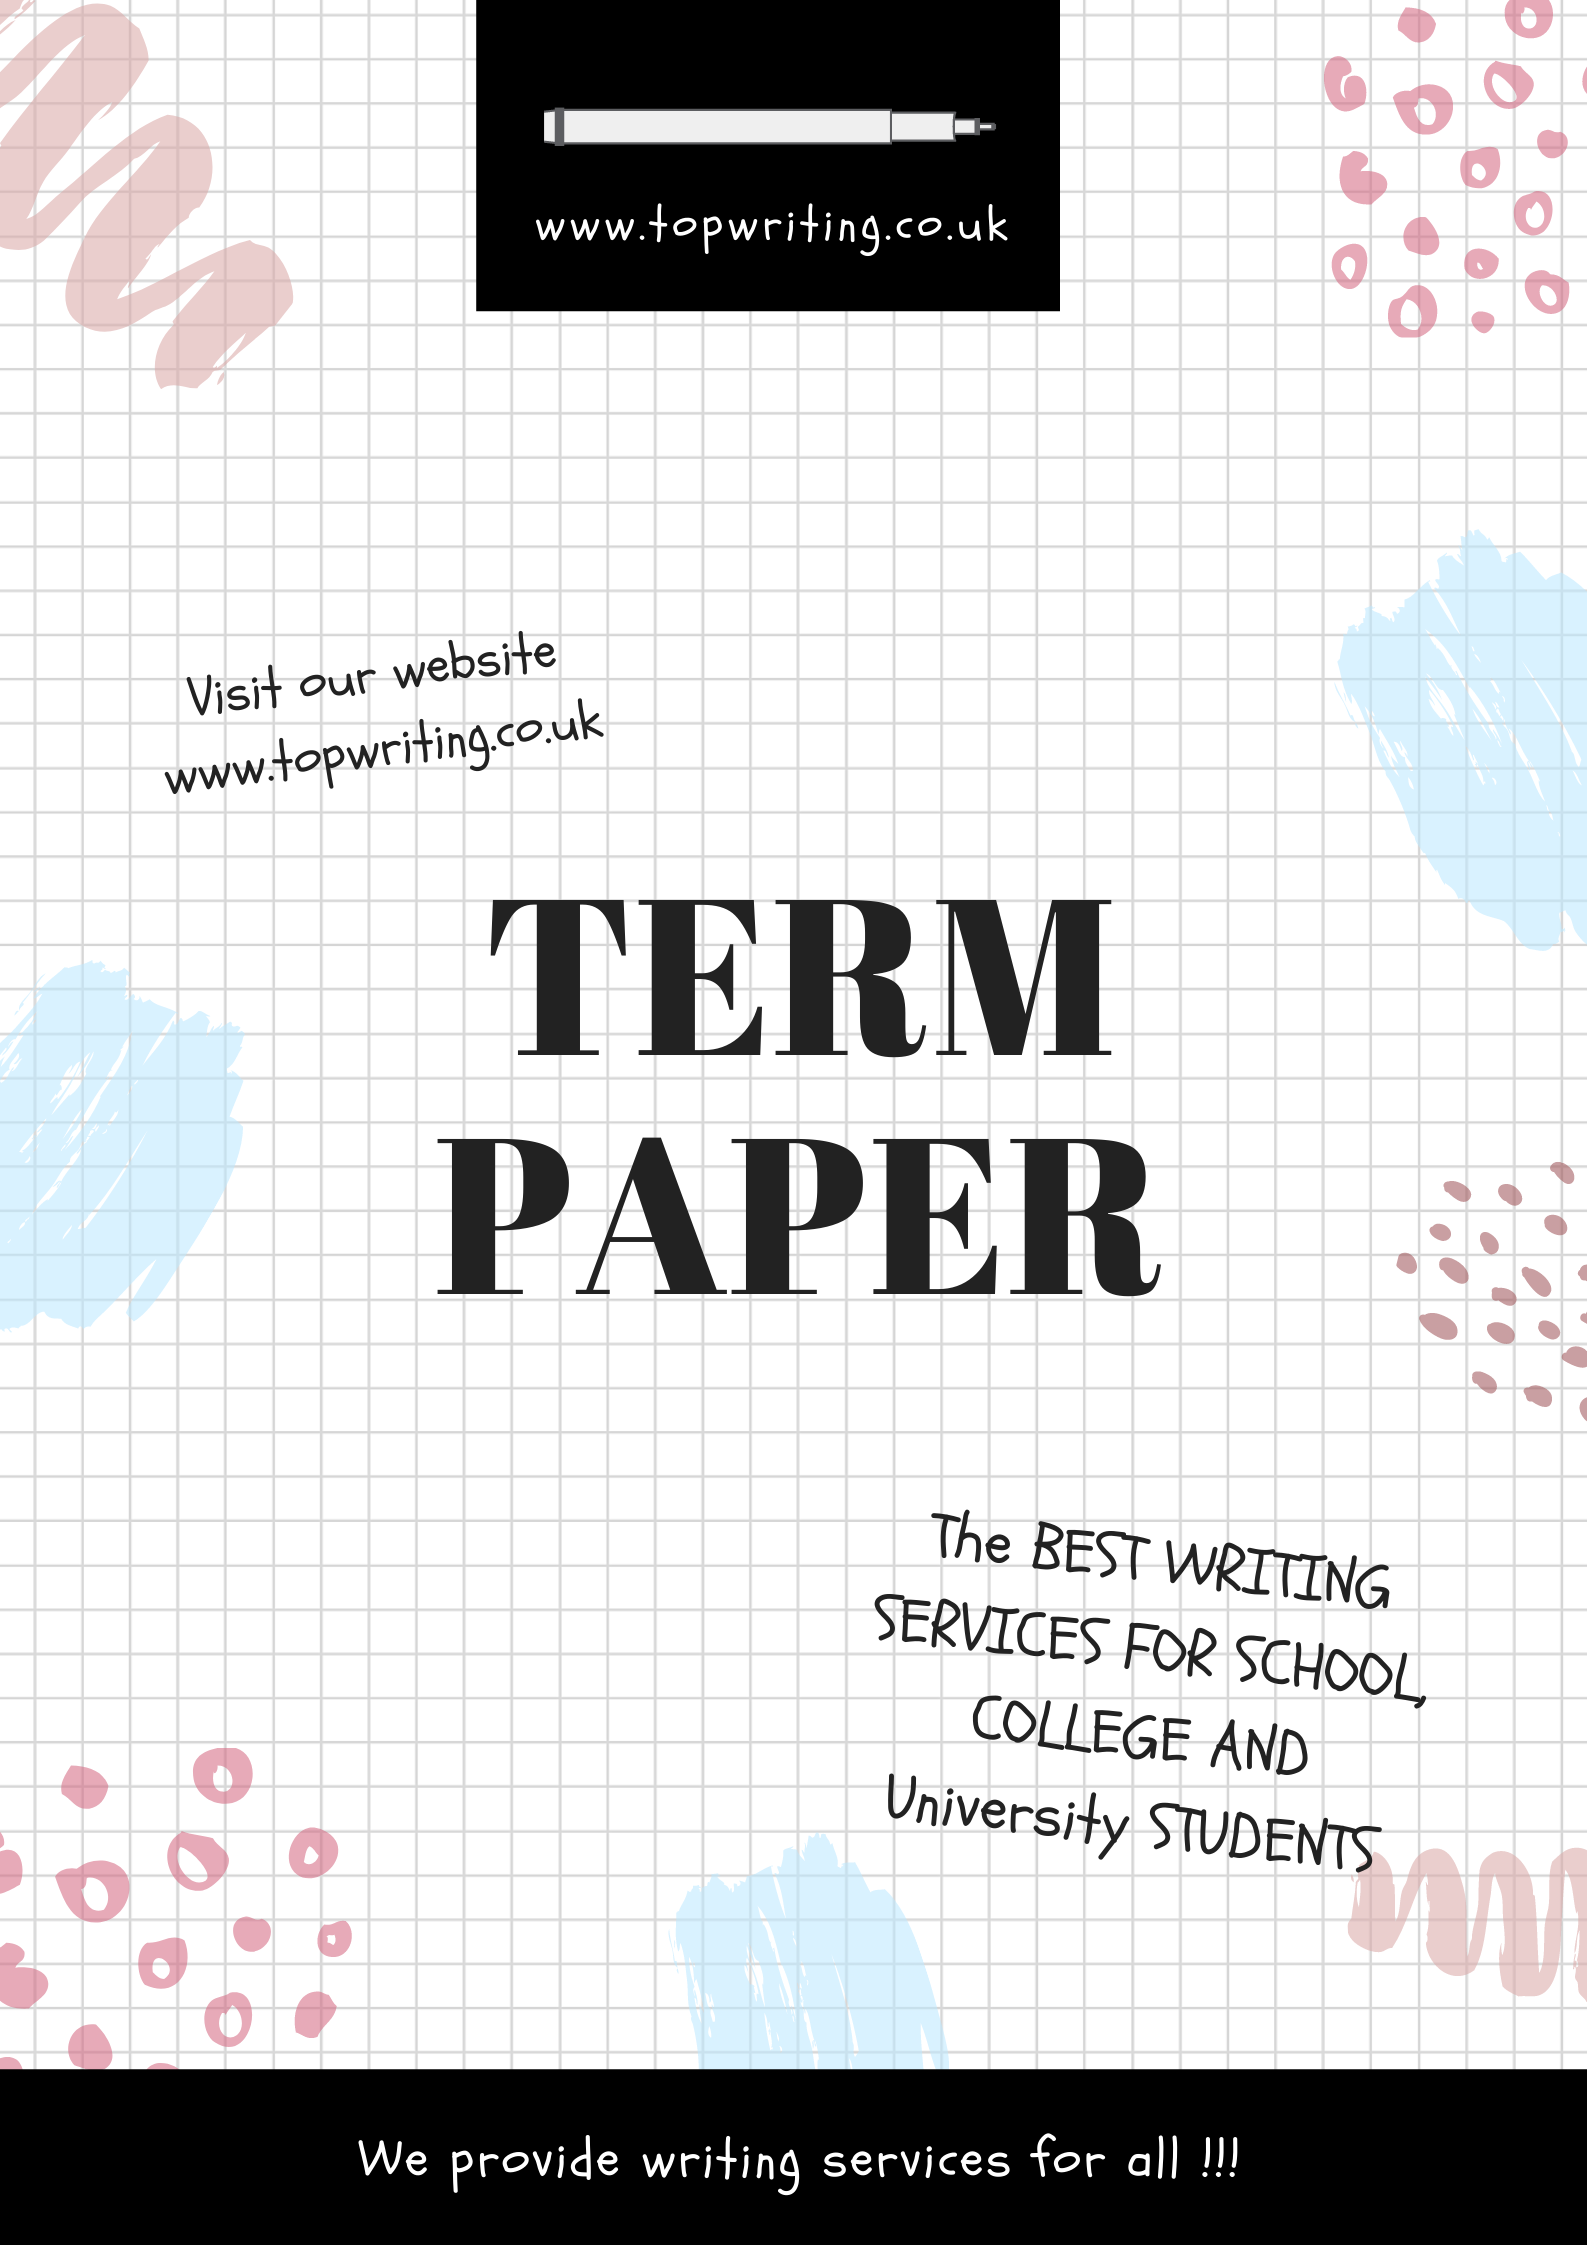 www.topwriting.co.uk
Visit our website
www.topwriting.co.uk
TERM
PAPER
The BEST WRITING
SERVICES FOR SCHOOL,
COLLEGE AND
University STUDENTS
We provide writing services for all !!!